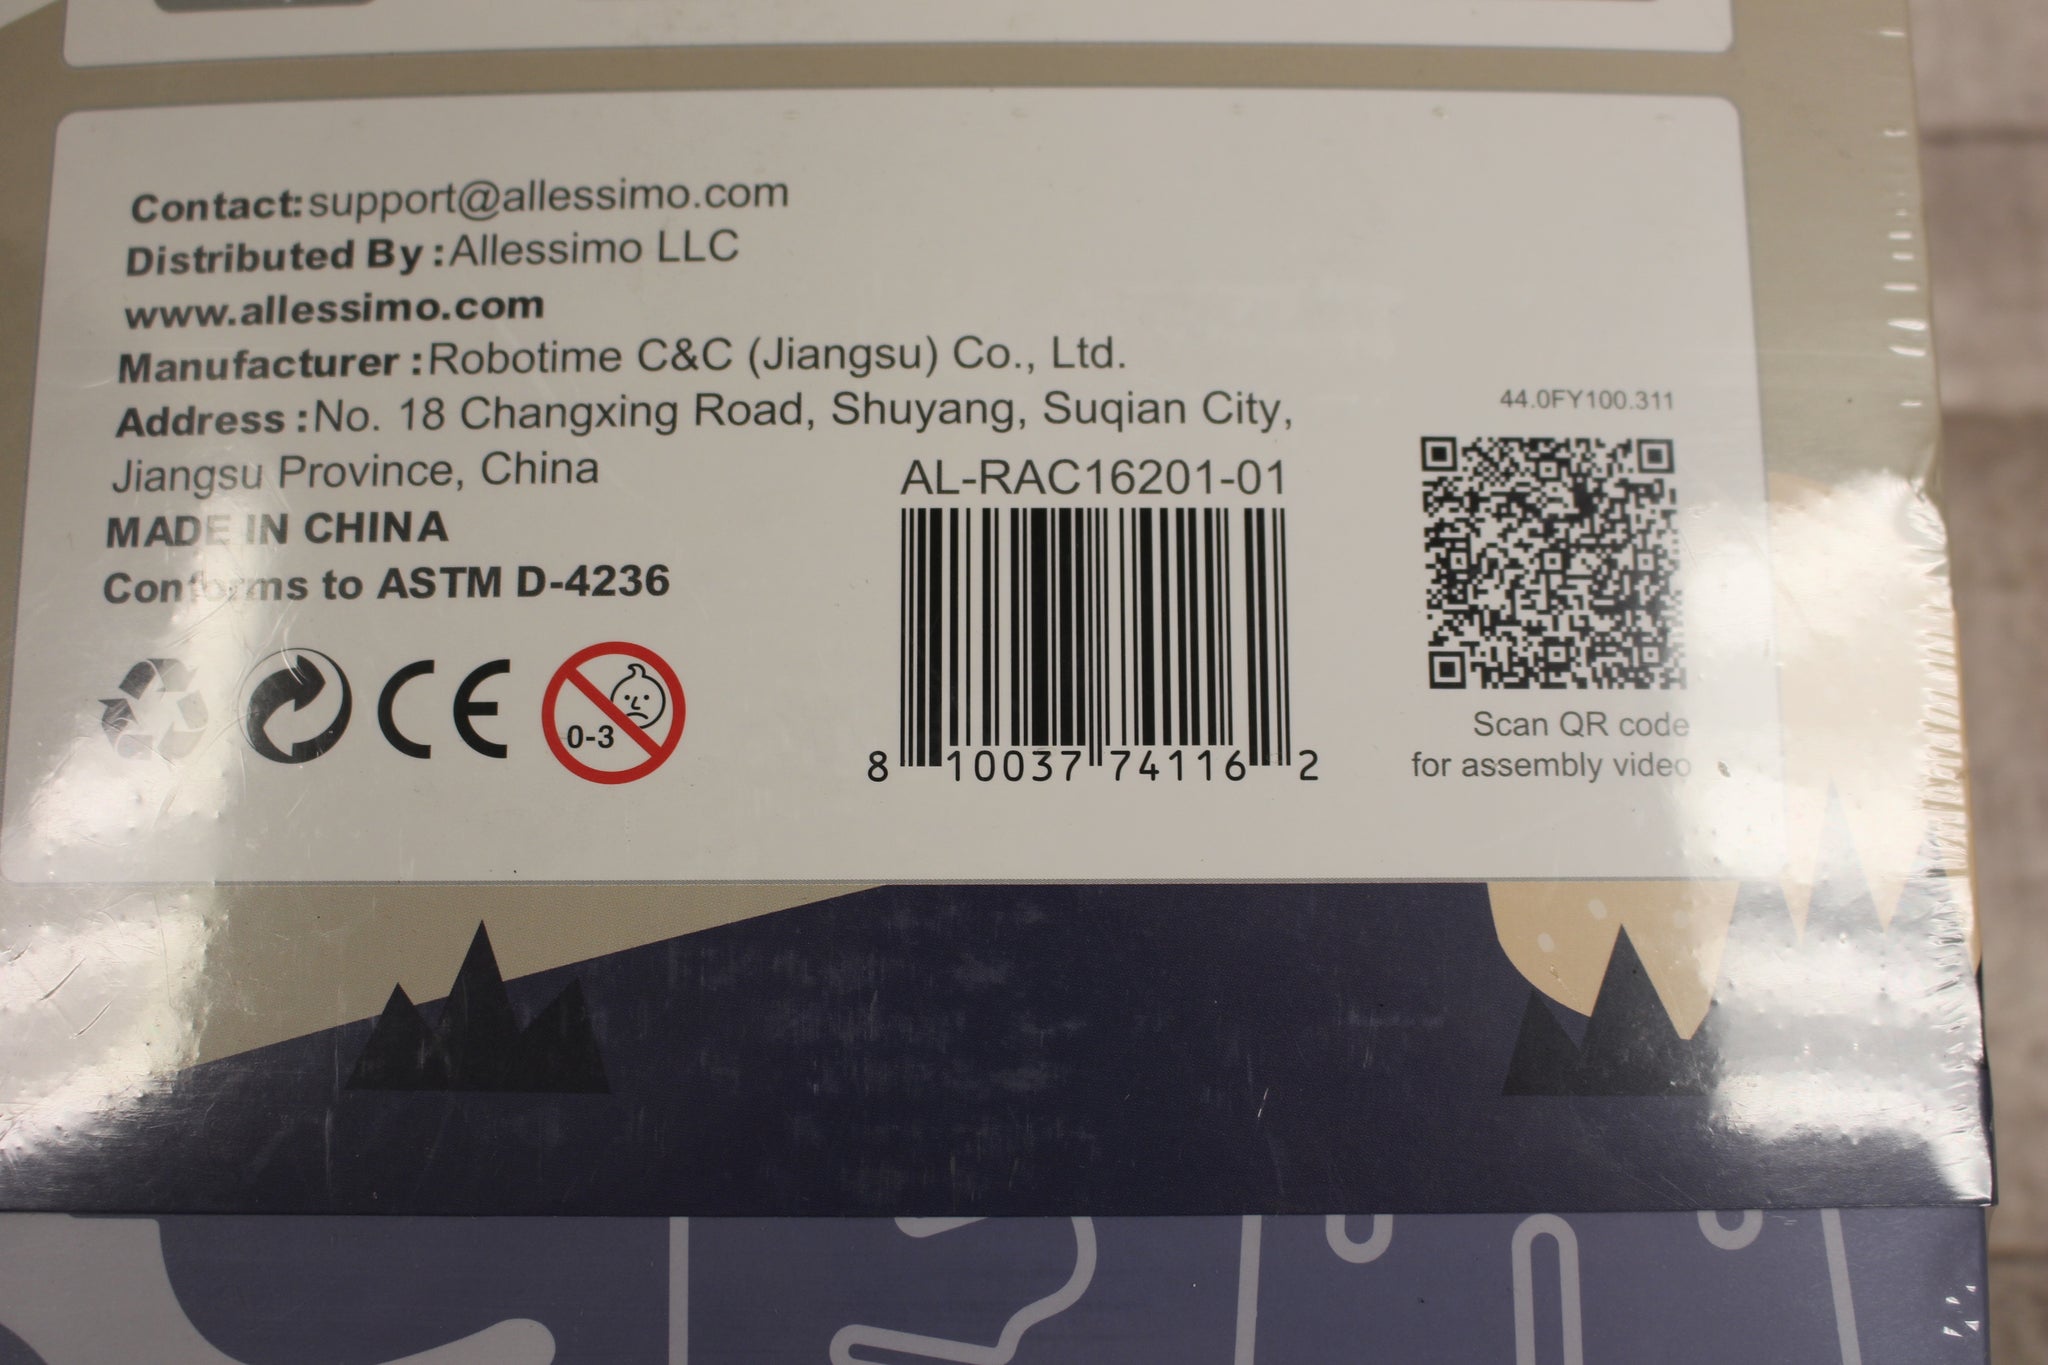 Contact:support@allessimo.com
Distributed By:Allessimo LLC
www.allessimo.com
Manufacturer:Robotime C&C (Jiangsu) Co., Ltd.
Address:No. 18 Changxing Road, Shuyang, Suqian City,
Jiangsu Province, China
MADE IN CHINA
Conforms to ASTM D-4236
CE
0-3
AL-RAC16201-01
8 10037 74116 2
44.0FY100.311
Scan QR code
for assembly video